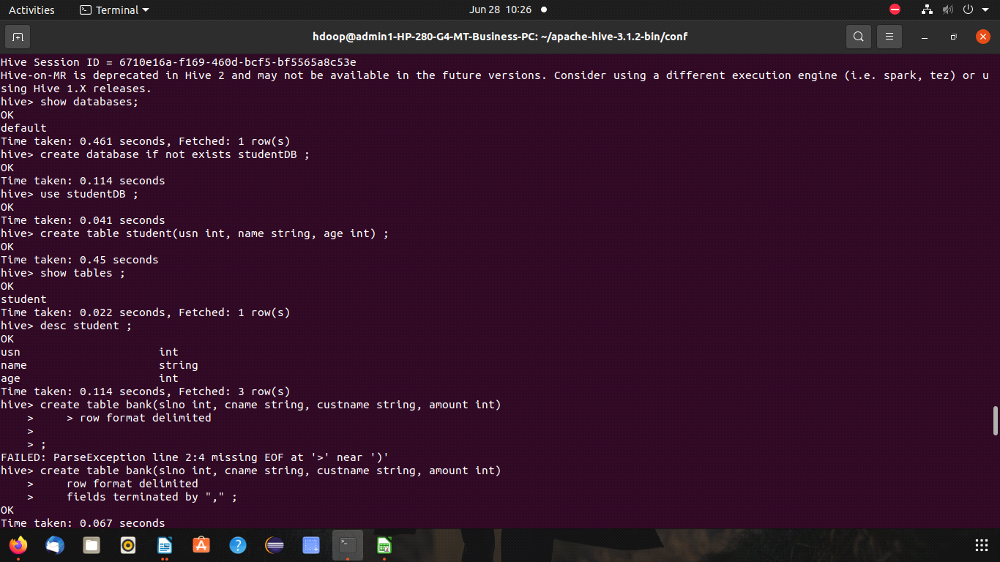 Activities Terminal Jun 28 10:26
hdoop@admin1-HP-280-G4-MT-Business-PC: ~/apache-hive-3.1.2-bin/conf
Hive Session ID = 6710e16a-f169-460d-bcf5-bf5565a8c53e
Hive-on-MR is deprecated in Hive 2 and may not be available in the future versions. Consider using a different execution engine (i.e. spark, tez) or u
sing Hive 1.X releases.
hive> show databases;
OK
default
Time taken: 0.461 seconds, Fetched: 1 row(s)
hive> create database if not exists studentDB ;
OK
Time taken: 0.114 seconds
hive> use studentDB ;
OK
Time taken: 0.041 seconds
hive> create table student(usn int, name string, age int) ;
OK
Time taken: 0.45 seconds
hive> show tables ;
OK
student
Time taken: 0.022 seconds, Fetched: 1 row(s)
hive> desc student ;
OK
usn                     int
name                    string
age                     int
Time taken: 0.114 seconds, Fetched: 3 row(s)
hive> create table bank(slno int, cname string, custname string, amount int)
    >     > row format delimited
    >
    > ;
FAILED: ParseException line 2:4 missing EOF at '>' near ')'
hive> create table bank(slno int, cname string, custname string, amount int)
    >     row format delimited
    >     fields terminated by "," ;
OK
Time taken: 0.067 seconds